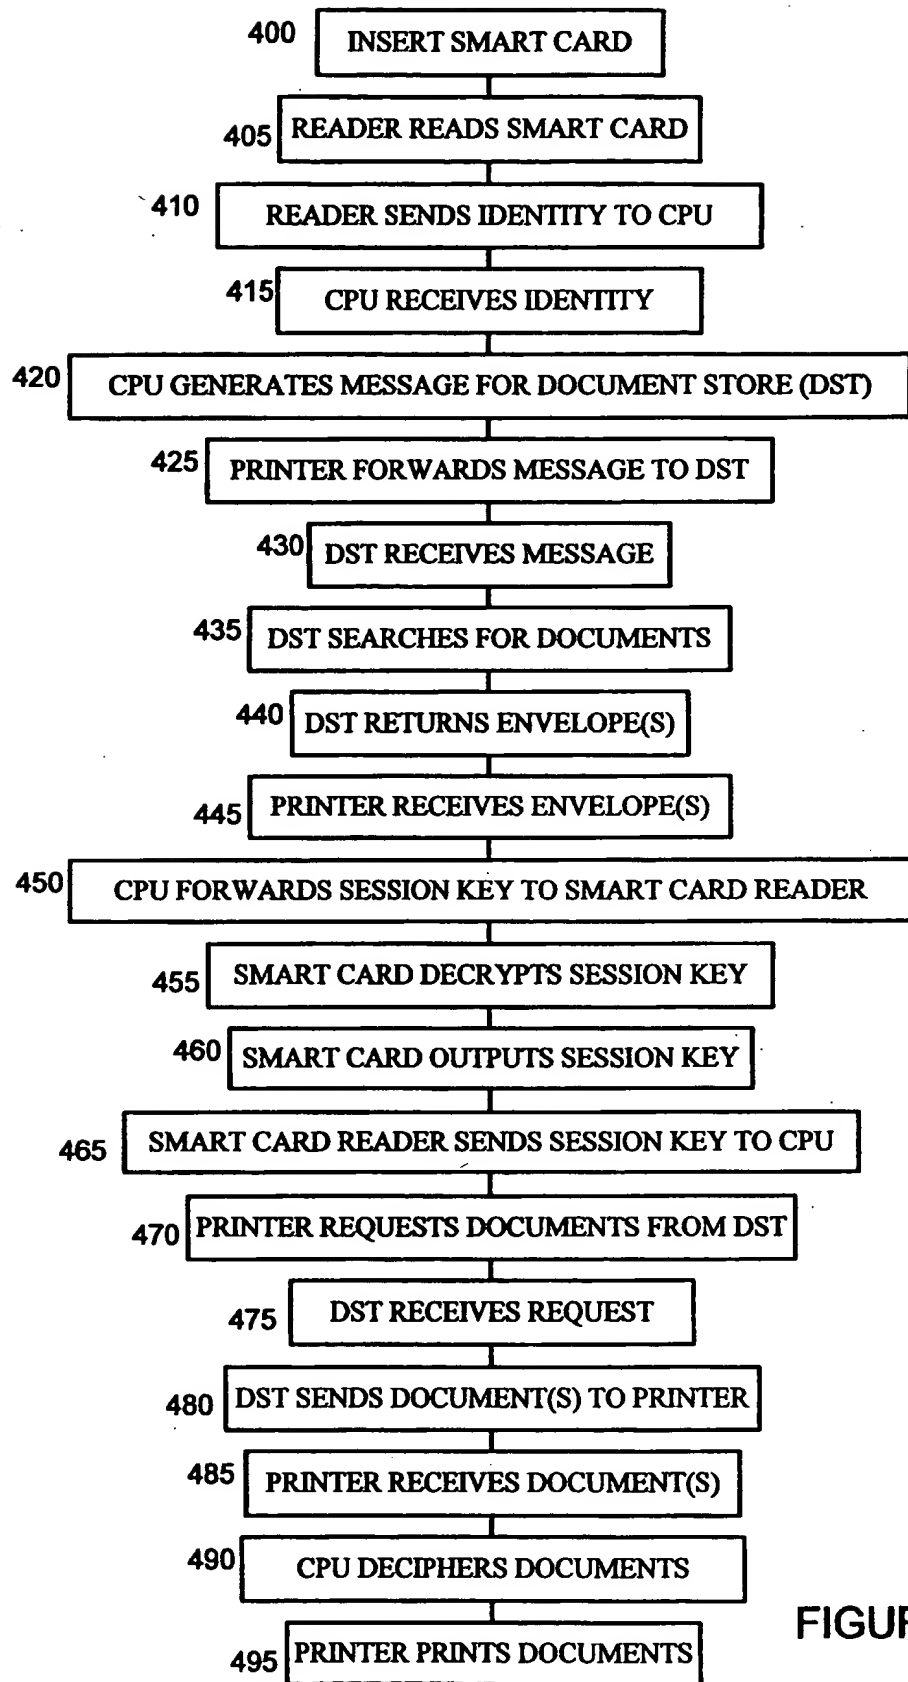 400 INSERT SMART CARD
405 READER READS SMART CARD
410 READER SENDS IDENTITY TO CPU
415 CPU RECEIVES IDENTITY
420 CPU GENERATES MESSAGE FOR DOCUMENT STORE (DST)
425 PRINTER FORWARDS MESSAGE TO DST
430 DST RECEIVES MESSAGE
435 DST SEARCHES FOR DOCUMENTS
440 DST RETURNS ENVELOPE(S)
445 PRINTER RECEIVES ENVELOPE(S)
450 CPU FORWARDS SESSION KEY TO SMART CARD READER
455 SMART CARD DECRYPTS SESSION KEY
460 SMART CARD OUTPUTS SESSION KEY
465 SMART CARD READER SENDS SESSION KEY TO CPU
470 PRINTER REQUESTS DOCUMENTS FROM DST
475 DST RECEIVES REQUEST
480 DST SENDS DOCUMENT(S) TO PRINTER
485 PRINTER RECEIVES DOCUMENT(S)
490 CPU DECIPHERS DOCUMENTS
495 PRINTER PRINTS DOCUMENTS